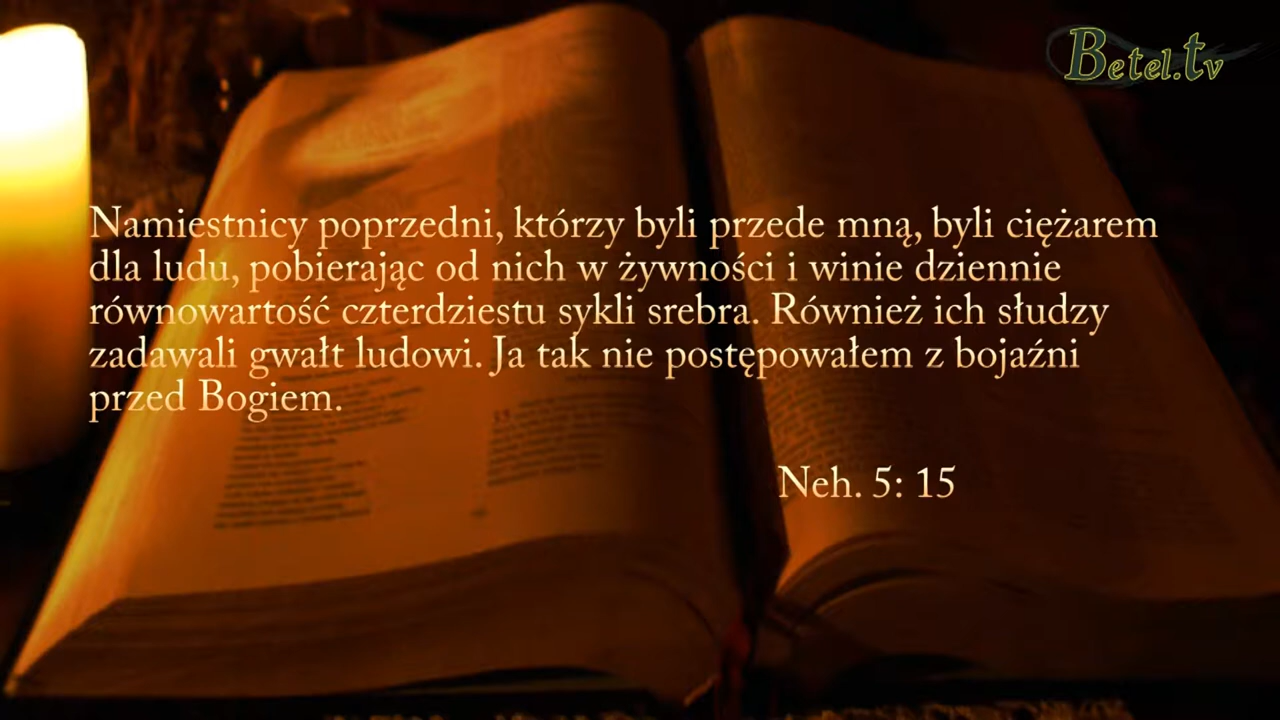 Betel.tv
Namiestnicy poprzedni, którzy byli przede mną, byli ciężarem
dla ludu, pobierając od nich w żywności i winie dziennie
równowartość czterdziestu sykli srebra. Również ich słudzy
zadawali gwałt ludowi. Ja tak nie postępowałem z bojaźni
przed Bogiem.
Neh. 5: 15